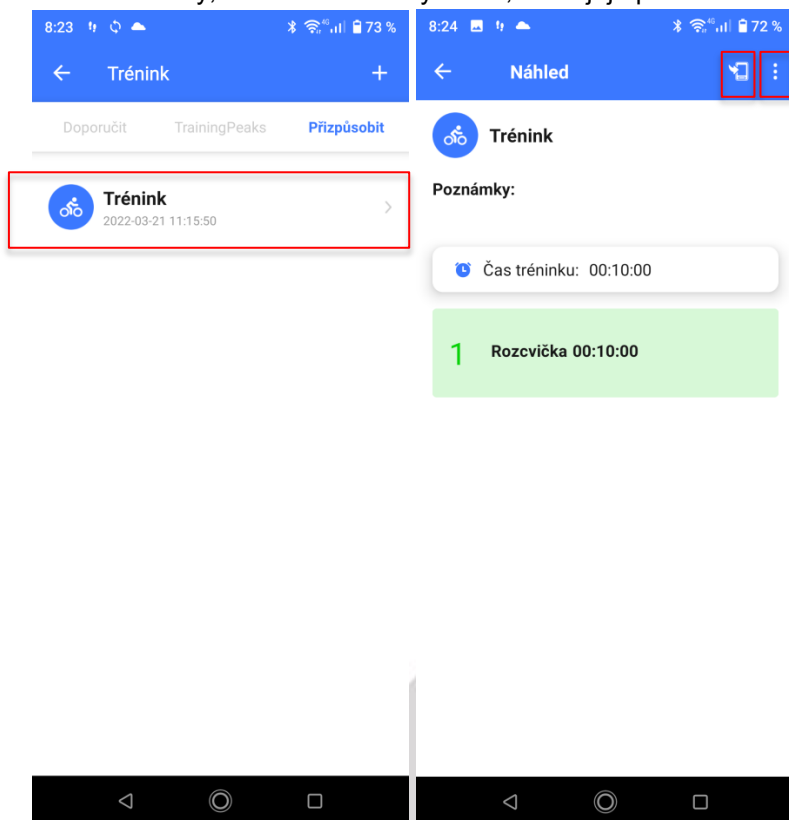 8:23
73 %
Trénink
+
Doporučit TrainingPeaks Přizpůsobit
Trénink
2022-03-21 11:15:50
8:24
72 %
Náhled
Trénink
Poznámky:
Čas tréninku: 00:10:00
1 Rozcvička 00:10:00